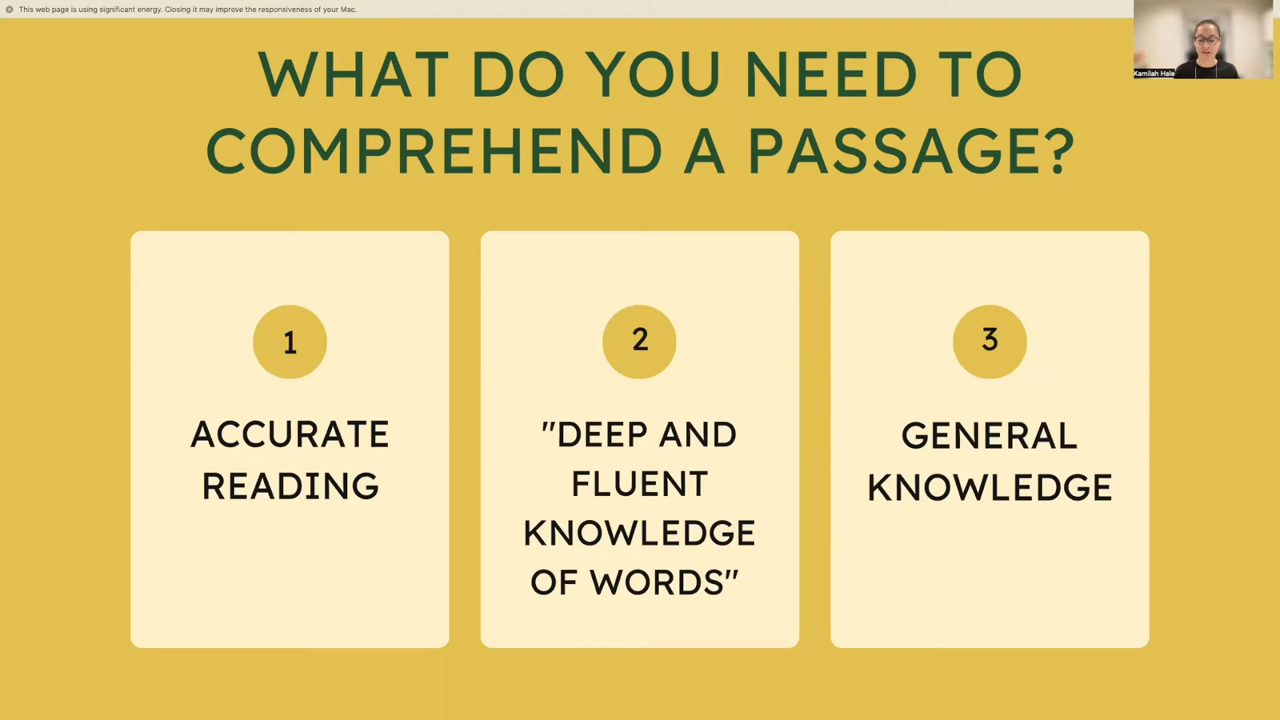 This web page is using significant energy. Closing it may improve the responsiveness of your Mac.
Kamilah Hale
WHAT DO YOU NEED TO
COMPREHEND A PASSAGE?
1
ACCURATE
READING
2
"DEEP AND
FLUENT
KNOWLEDGE
OF WORDS"
3
GENERAL
KNOWLEDGE